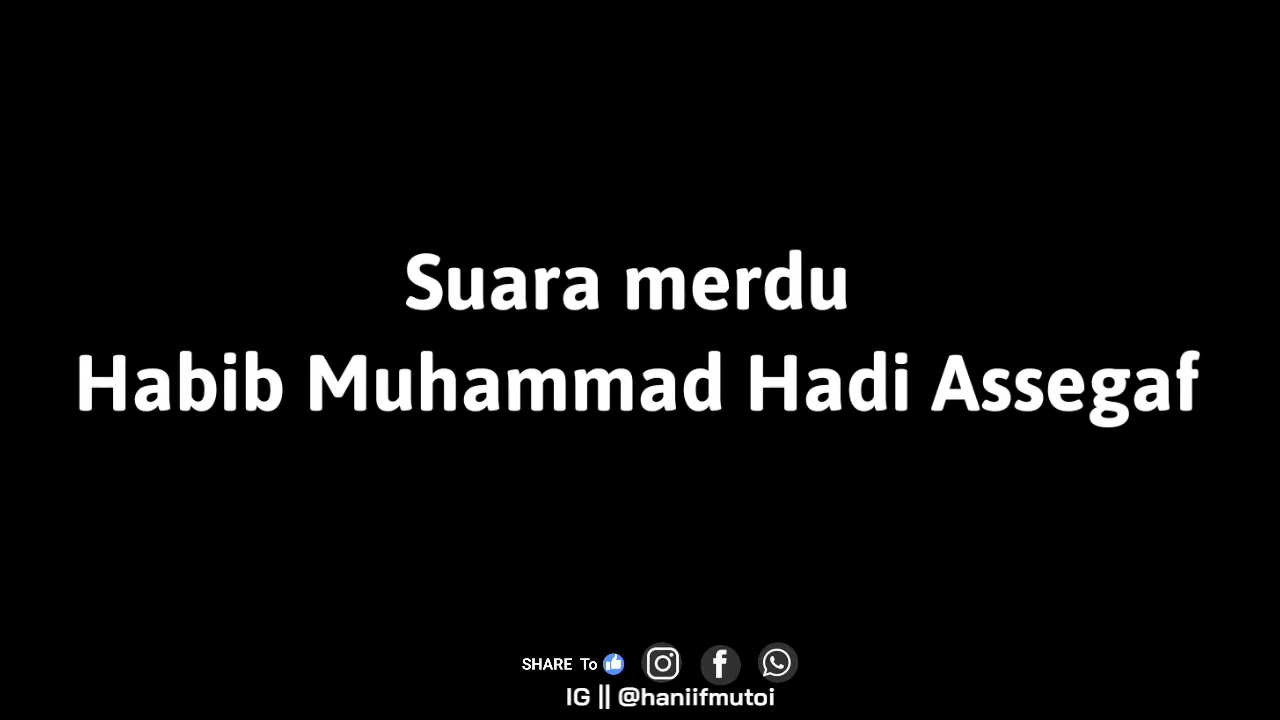 Suara merdu
Habib Muhammad Hadi Assegaf
SHARE To
IG || @haniifmutoi